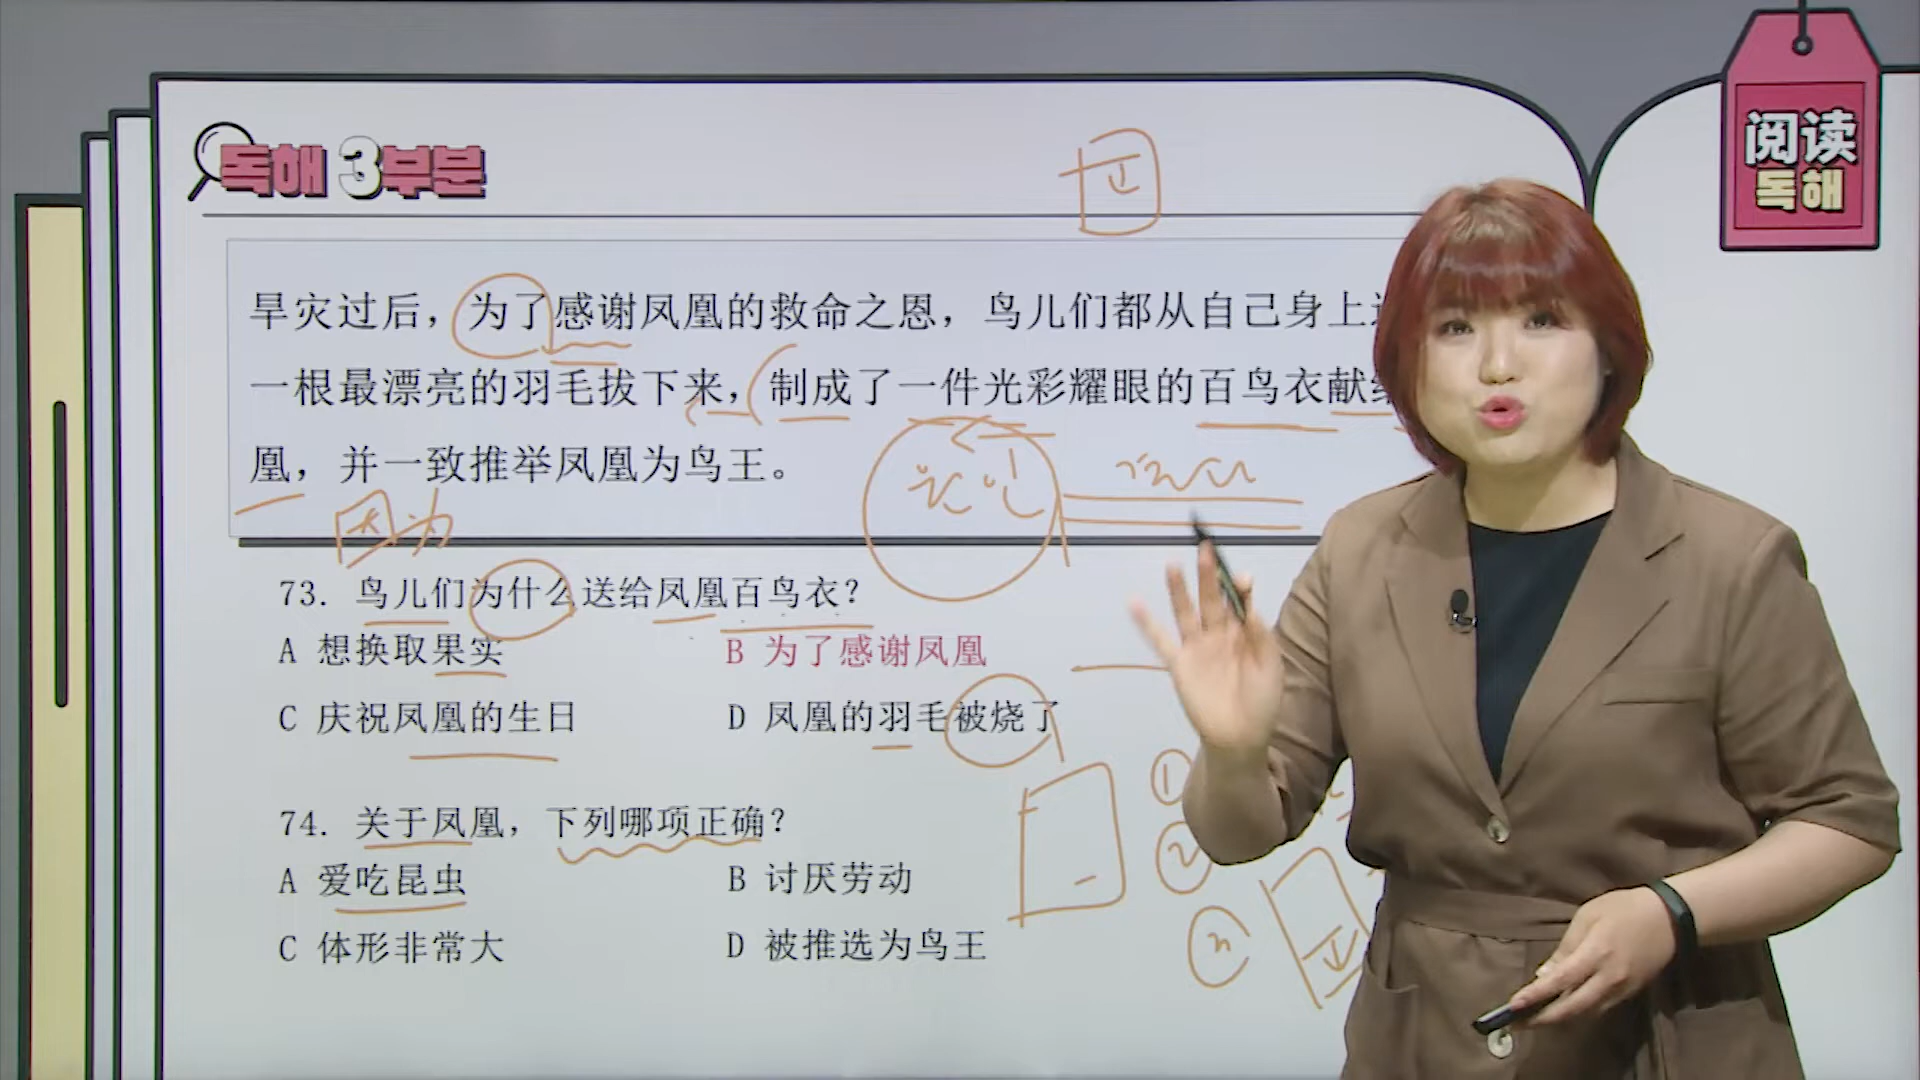 阅读
독해
독해 3부분
旱灾过后，为了感谢凤凰的救命之恩，鸟儿们都从自己身上
一根最漂亮的羽毛拔下来，制成了一件光彩耀眼的百鸟衣献
凰，并一致推举凤凰为鸟王。
因为
73. 鸟儿们为什么送给凤凰百鸟衣？
A 想换取果实 B 为了感谢凤凰
C 庆祝凤凰的生日 D 凤凰的羽毛被烧了
①
②
74. 关于凤凰，下列哪项正确？
A 爱吃昆虫 B 讨厌劳动
C 体形非常大 D 被推选为鸟王